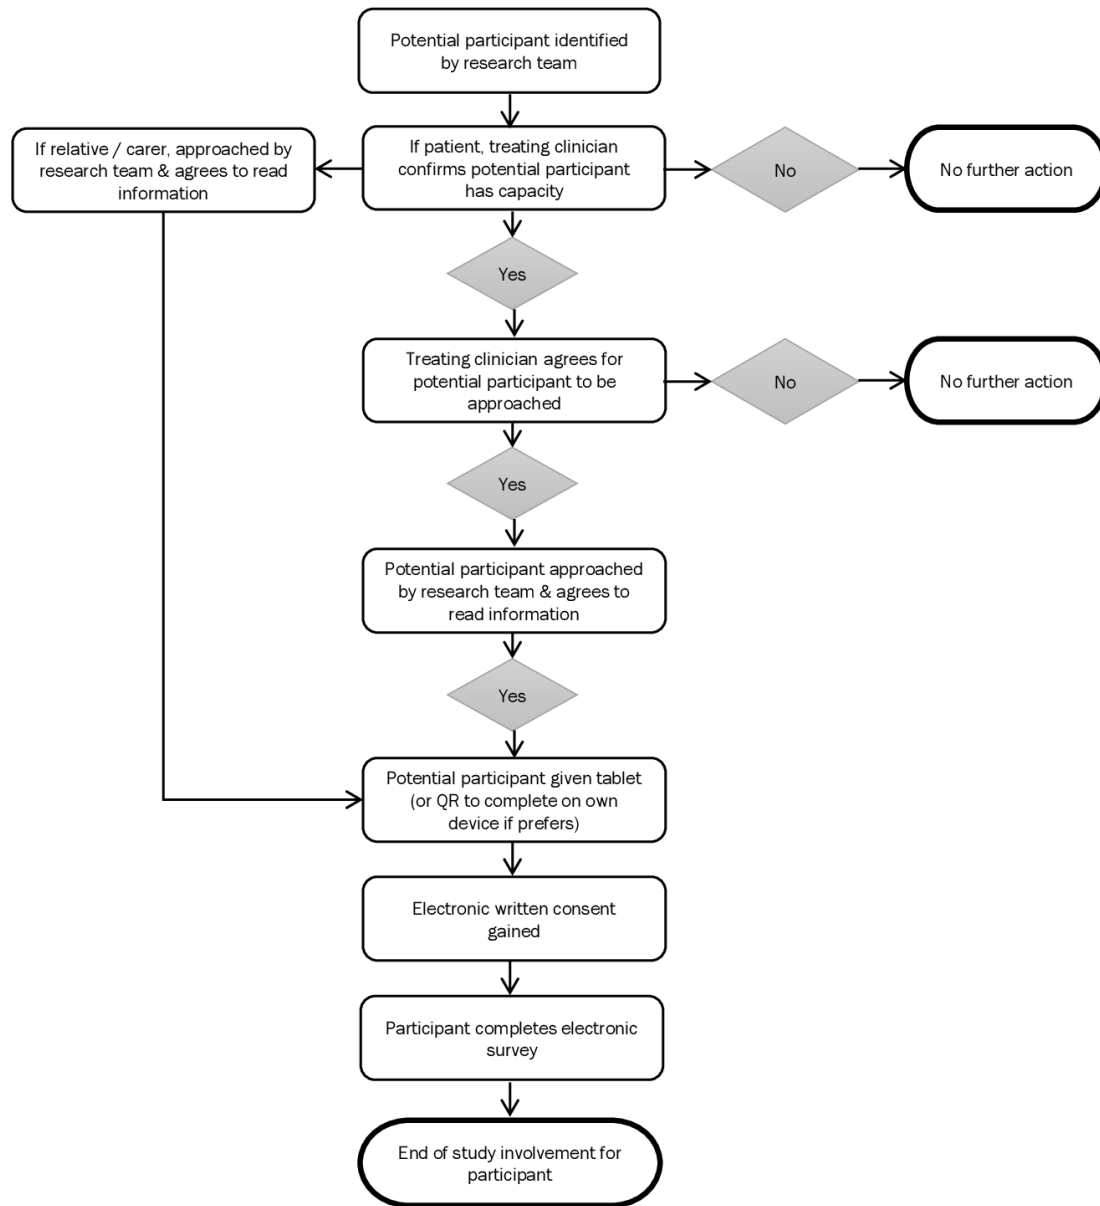 Potential participant identified
by research team
If relative / carer, approached by
research team & agrees to read
information
If patient, treating clinician
confirms potential participant
has capacity
No
No further action
Yes
Treating clinician agrees for
potential participant to be
approached
No
No further action
Yes
Potential participant approached
by research team & agrees to
read information
Yes
Potential participant given tablet
(or QR to complete on own
device if prefers)
Electronic written consent
gained
Participant completes electronic
survey
End of study involvement for
participant